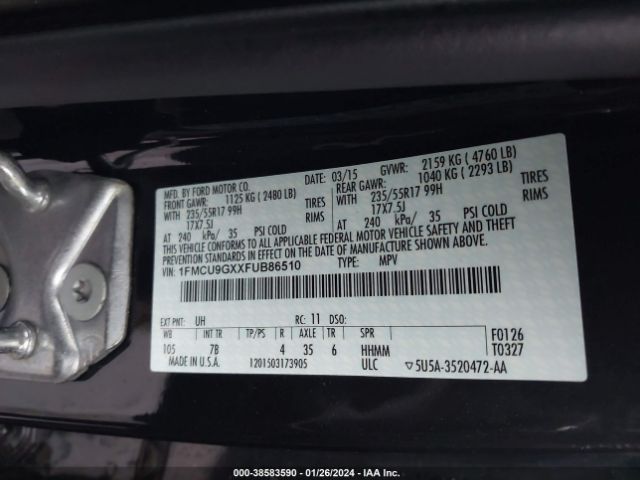 MFD. BY FORD MOTOR CO.
DATE: 03/15 GVWR: 2159 KG ( 4760 LB)
FRONT GAWR: 1125 KG ( 2480 LB) REAR GAWR: 1040 KG ( 2293 LB)
WITH 235/55R17 99H TIRES WITH 235/55R17 99H TIRES
17X7.5J RIMS 17X7.5J RIMS
AT 240 kPa/ 35 PSI COLD AT 240 kPa/ 35 PSI COLD
THIS VEHICLE CONFORMS TO ALL APPLICABLE FEDERAL MOTOR VEHICLE SAFETY AND THEFT
PREVENTION STANDARDS IN EFFECT ON THE DATE OF MANUFACTURE SHOWN ABOVE.
VIN: 1FMCU9GXXFUB86510 TYPE: MPV
EXT PNT: UH RC: 11 DSO:
WB INT TR TP/PS R AXLE TR SPR F0126
105 7B 4 35 6 HHMM T0327
MADE IN U.S.A. 1201503173905 ULC ▽5U5A-3520472-AA
© IAA - 38583590 - 01/26/2024 - IAA Inc.